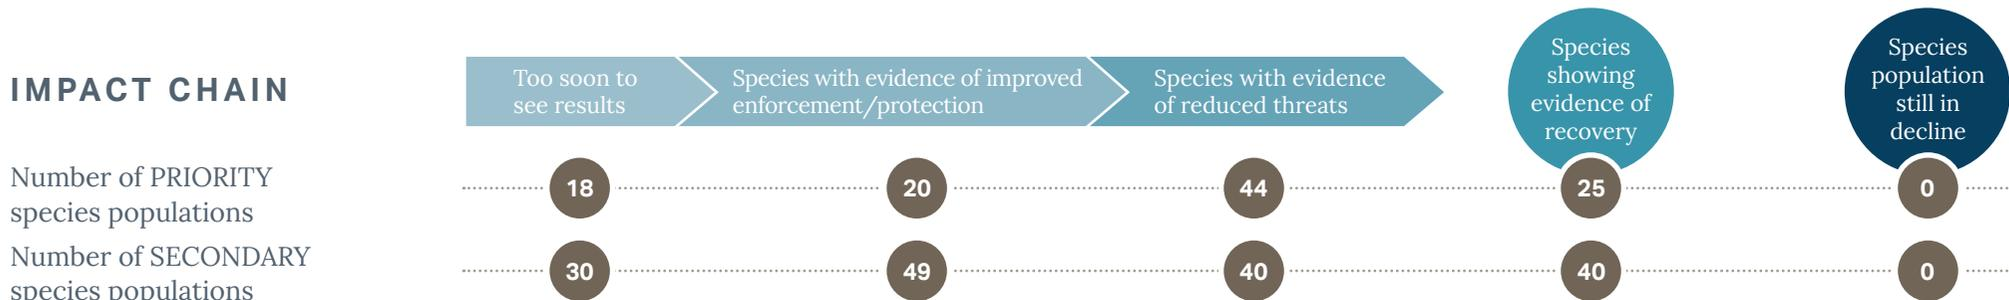 IMPACT CHAIN
Too soon to
see results
Species with evidence of improved
enforcement/protection
Species with evidence
of reduced threats
Species
showing
evidence of
recovery
Species
population
still in
decline
Number of PRIORITY
species populations
18 20 44 25 0
Number of SECONDARY
species populations
30 49 40 40 0